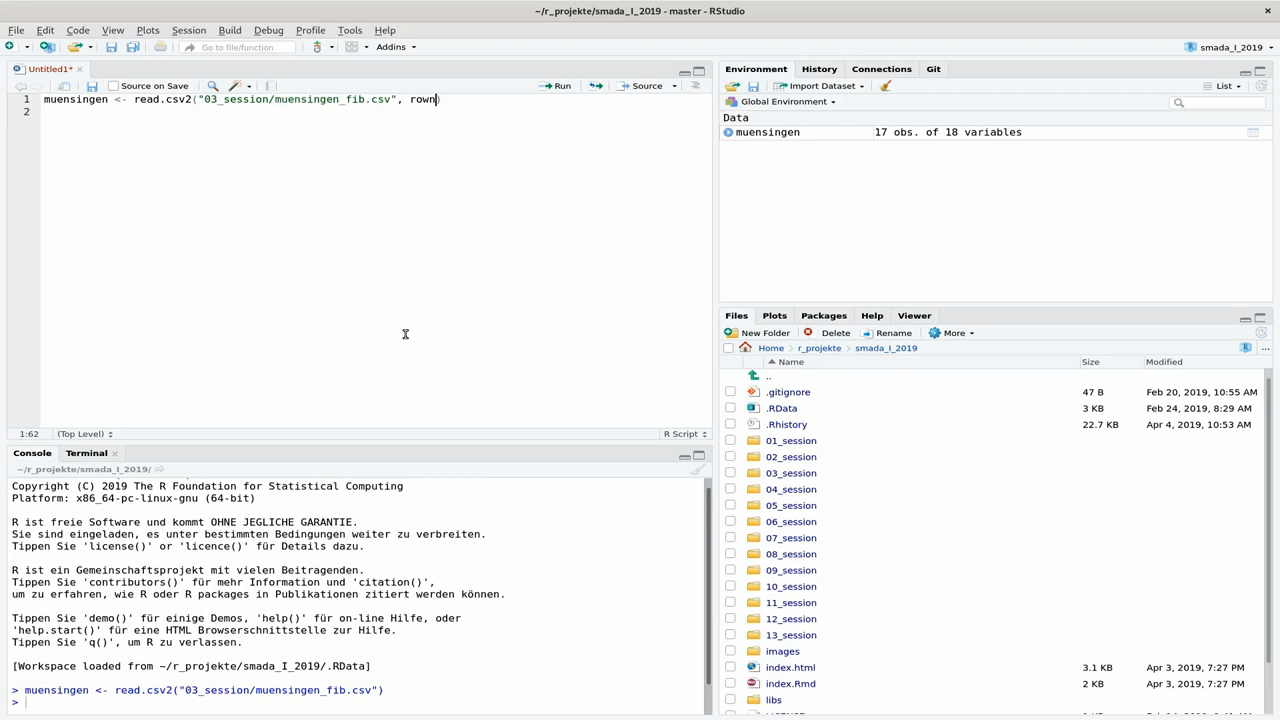 ~/r_projekte/smada_I_2019 - master - RStudio
File Edit Code View Plots Session Build Debug Profile Tools Help
Go to file/function Addins smada_I_2019
Untitled1*
Source on Save Run Source
1 muensingen <- read.csv2("03_session/muensingen_fib.csv", rown)
2
1:62 (Top Level) R Script
Console Terminal
~/r_projekte/smada_I_2019/
Copyright (C) 2019 The R Foundation for Statistical Computing
Platform: x86_64-pc-linux-gnu (64-bit)
R ist freie Software und kommt OHNE JEGLICHE GARANTIE.
Sie sind eingeladen, es unter bestimmten Bedingungen weiter zu verbreiten.
Tippen Sie 'license()' or 'licence()' für Details dazu.
R ist ein Gemeinschaftsprojekt mit vielen Beitragenden.
Tippen Sie 'contributors()' für mehr Information und 'citation()',
um zu erfahren, wie R oder R packages in Publikationen zitiert werden können.
Tippen Sie 'demo()' für einige Demos, 'help()' für on-line Hilfe, oder
'help.start()' für eine HTML Browserschnittstelle zur Hilfe.
Tippen Sie 'q()', um R zu verlassen.
[Workspace loaded from ~/r_projekte/smada_I_2019/.RData]
> muensingen <- read.csv2("03_session/muensingen_fib.csv")
>
Environment History Connections Git
Import Dataset List
Global Environment
Data
muensingen 17 obs. of 18 variables
Files Plots Packages Help Viewer
New Folder Delete Rename More
Home r_projekte smada_I_2019 ...
Name Size Modified
..
.gitignore 47 B Feb 20, 2019, 10:55 AM
.RData 3 KB Feb 24, 2019, 8:29 AM
.Rhistory 22.7 KB Apr 4, 2019, 10:53 AM
01_session
02_session
03_session
04_session
05_session
06_session
07_session
08_session
09_session
10_session
11_session
12_session
13_session
images
index.html 3.1 KB Apr 3, 2019, 7:27 PM
index.Rmd 2 KB Apr 3, 2019, 7:27 PM
libs